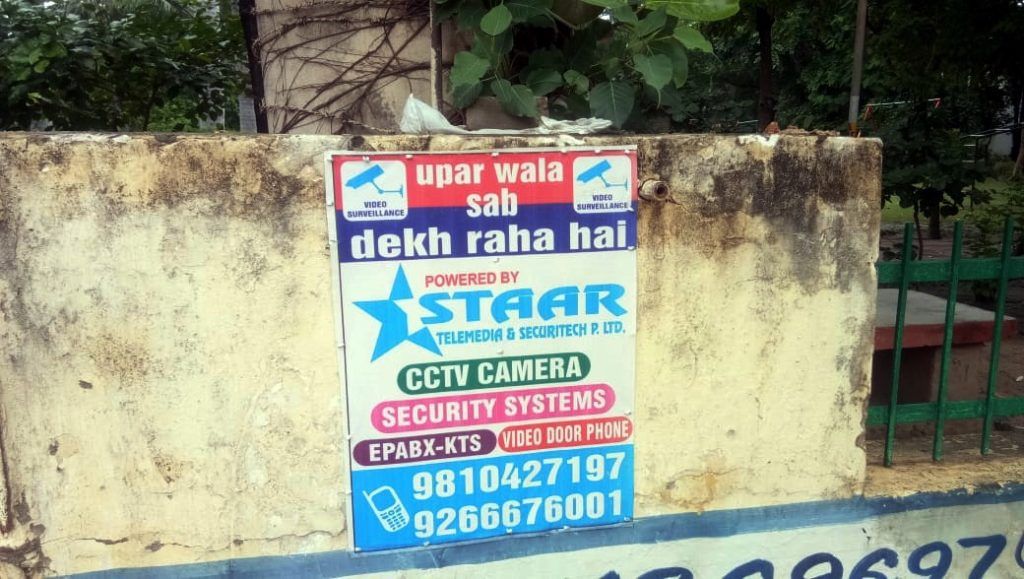 upar wala
VIDEO
SURVEILLANCE
sab
VIDEO
SURVEILLANCE
dekh raha hai
POWERED BY
STAAR
TELEMEDIA & SECURITECH P. LTD.
CCTV CAMERA
SECURITY SYSTEMS
EPABX-KTS
VIDEO DOOR PHONE
9810427197
9266676001